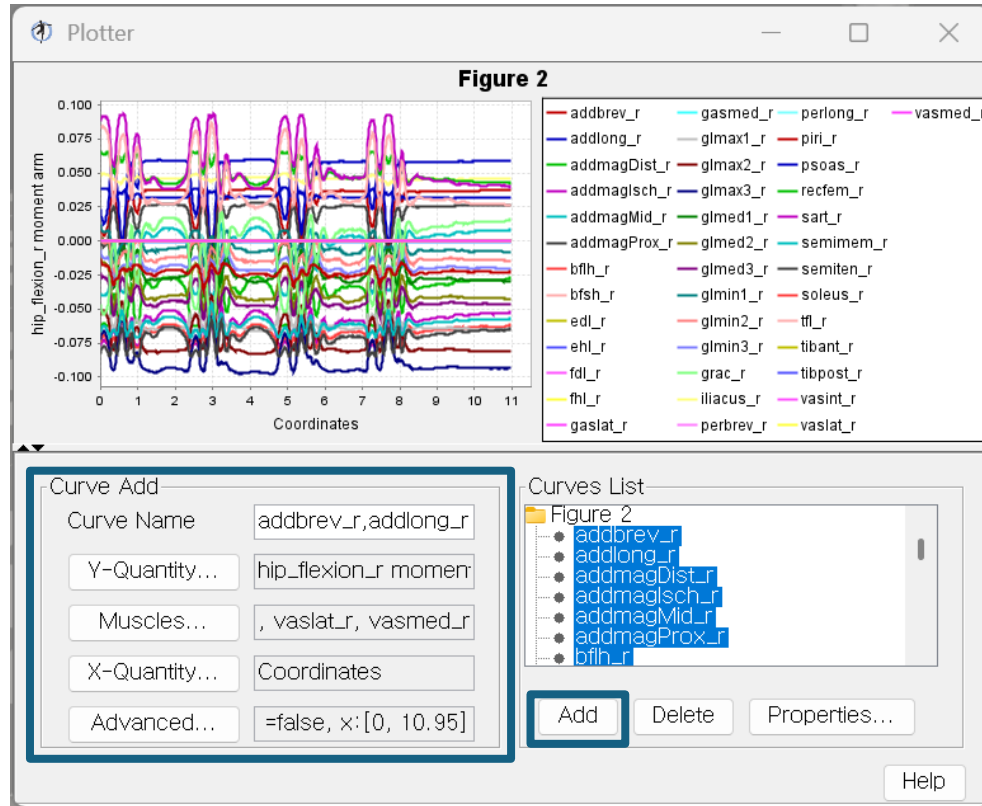 Plotter
Figure 2
hip_flexion_r moment arm
0.100
0.075
0.050
0.025
0.000
-0.025
-0.050
-0.075
-0.100
0 1 2 3 4 5 6 7 8 9 10 11
Coordinates
addbrev_r gasmed_r perlong_r vasmed_r
addlong_r glmax1_r piri_r
addmagDist_r glmax2_r psoas_r
addmagIsch_r glmax3_r recfem_r
addmagMid_r glmed1_r sart_r
addmagProx_r glmed2_r semimem_r
bflh_r glmed3_r semiten_r
bfsh_r glmin1_r soleus_r
edl_r glmin2_r tfl_r
ehl_r glmin3_r tibant_r
fdl_r grac_r tibpost_r
fhl_r iliacus_r vasint_r
gaslat_r perbrev_r vaslat_r
Curve Add
Curve Name addbrev_r,addlong_r
Y-Quantity... hip_flexion_r momen
Muscles... , vaslat_r, vasmed_r
X-Quantity... Coordinates
Advanced... =false, x:[0, 10.95]
Curves List
Figure 2
addbrev_r
addlong_r
addmagDist_r
addmagIsch_r
addmagMid_r
addmagProx_r
bflh_r
Add Delete Properties...
Help